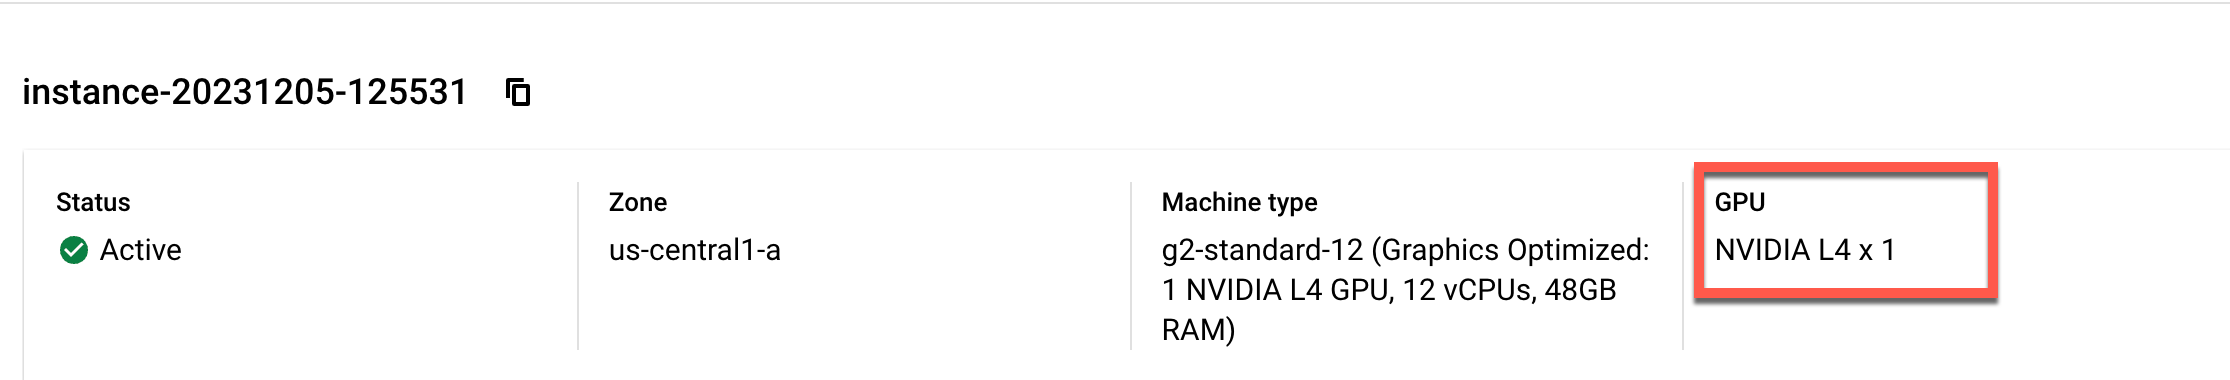 instance-20231205-125531
Status
Active
Zone
us-central1-a
Machine type
g2-standard-12 (Graphics Optimized:
1 NVIDIA L4 GPU, 12 vCPUs, 48GB
RAM)
GPU
NVIDIA L4 x 1